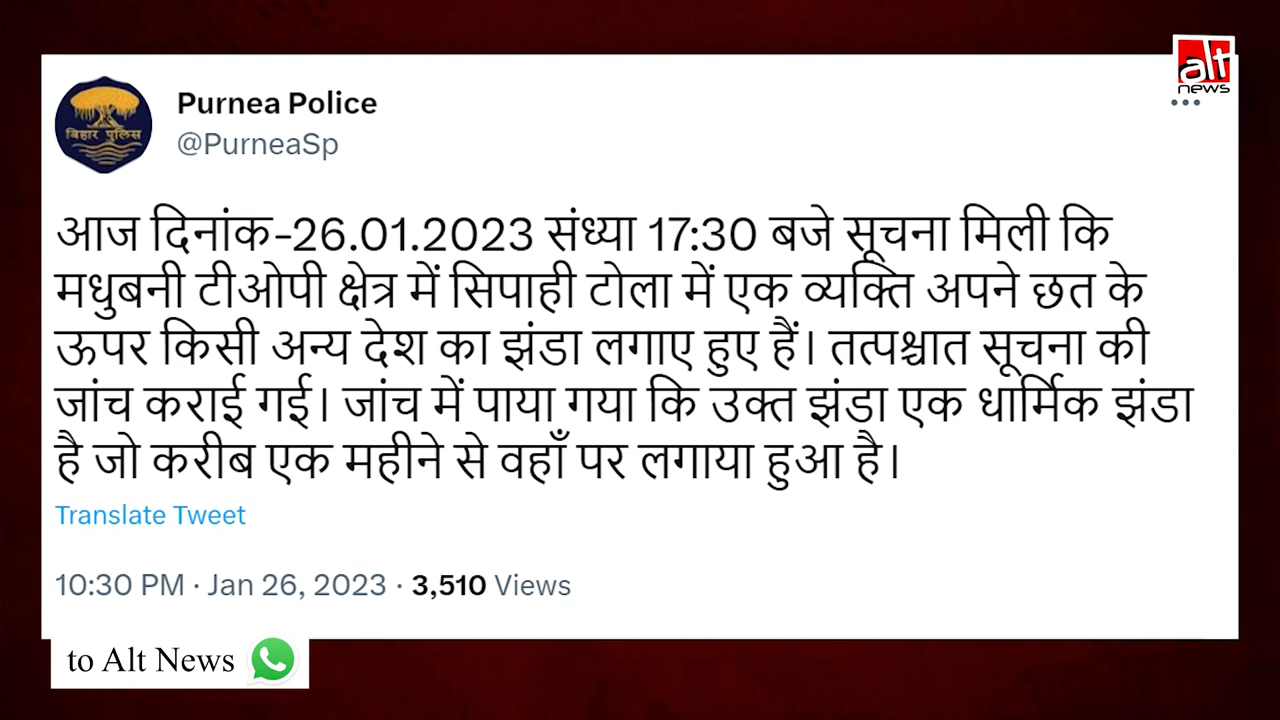 alt
news
Purnea Police
@PurneaSp
बिहार पुलिस
आज दिनांक-26.01.2023 संध्या 17:30 बजे सूचना मिली कि
मधुबनी टीओपी क्षेत्र में सिपाही टोला में एक व्यक्ति अपने छत के
ऊपर किसी अन्य देश का झंडा लगाए हुए हैं। तत्पश्चात सूचना की
जांच कराई गई। जांच में पाया गया कि उक्त झंडा एक धार्मिक झंडा
है जो करीब एक महीने से वहाँ पर लगाया हुआ है।
Translate Tweet
10:30 PM · Jan 26, 2023 · 3,510 Views
to Alt News